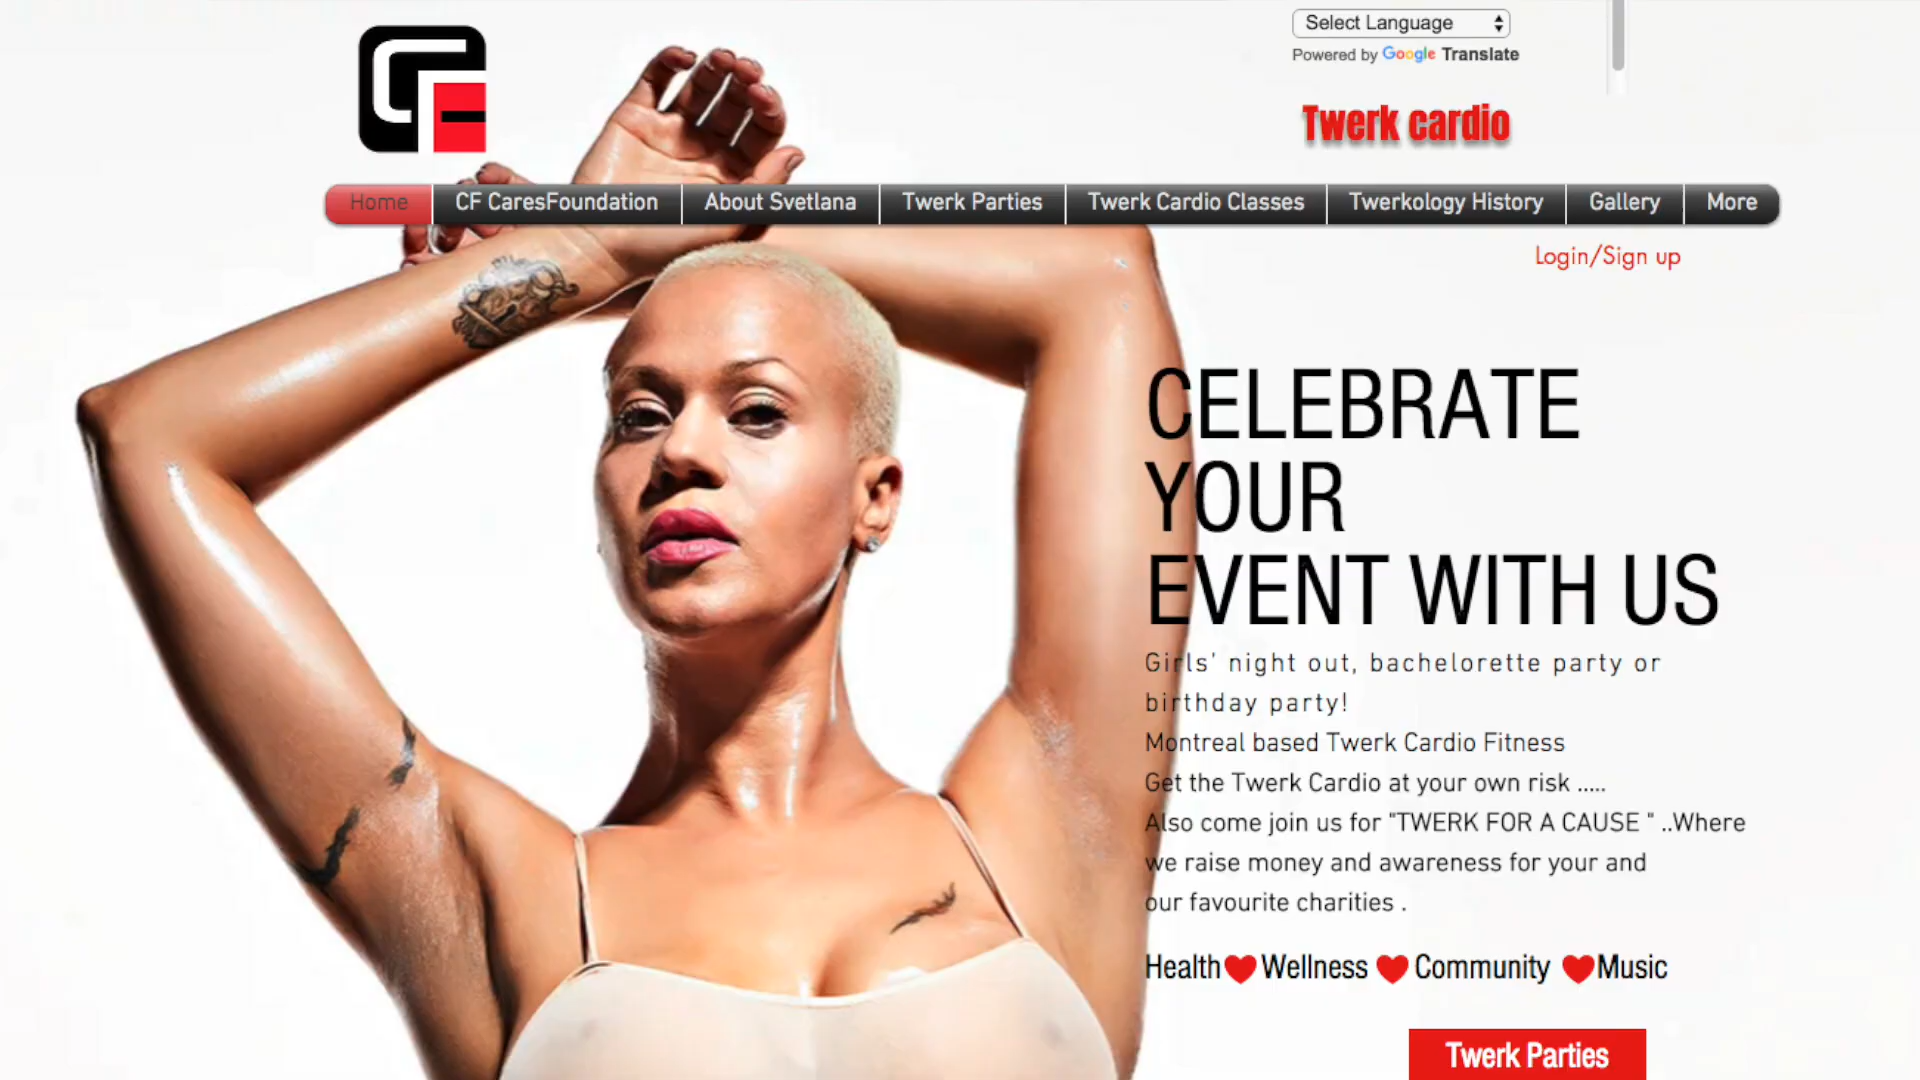 Select Language
Powered by Google Translate
CF
Twerk cardio
Home
CF CaresFoundation
About Svetlana
Twerk Parties
Twerk Cardio Classes
Twerkology History
Gallery
More
Login/Sign up
CELEBRATE
YOUR
EVENT WITH US
Girls' night out, bachelorette party or
birthday party!
Montreal based Twerk Cardio Fitness
Get the Twerk Cardio at your own risk .....
Also come join us for "TWERK FOR A CAUSE " ..Where
we raise money and awareness for your and
our favourite charities .
Health❤Wellness ❤ Community ❤Music
Twerk Parties